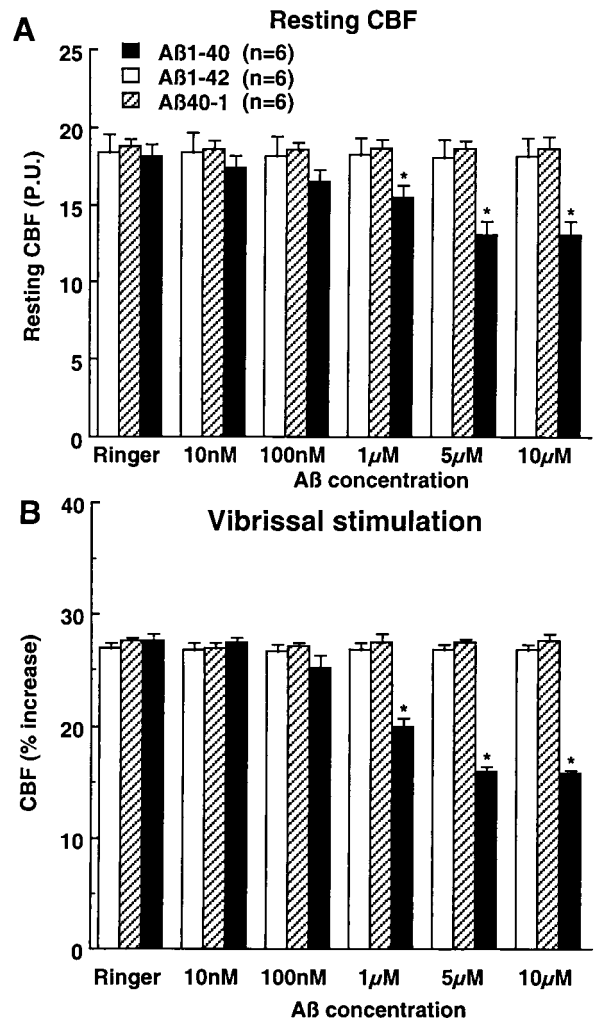 A
Resting CBF
Aß1-40 (n=6)
Aß1-42 (n=6)
Aß40-1 (n=6)
25
20
15
10
5
0
Resting CBF (P.U.)
*
*
*
Ringer 10nM 100nM 1µM 5µM 10µM
Aß concentration
B
Vibrissal stimulation
40
30
20
10
0
CBF (% increase)
*
*
*
Ringer 10nM 100nM 1µM 5µM 10µM
Aß concentration